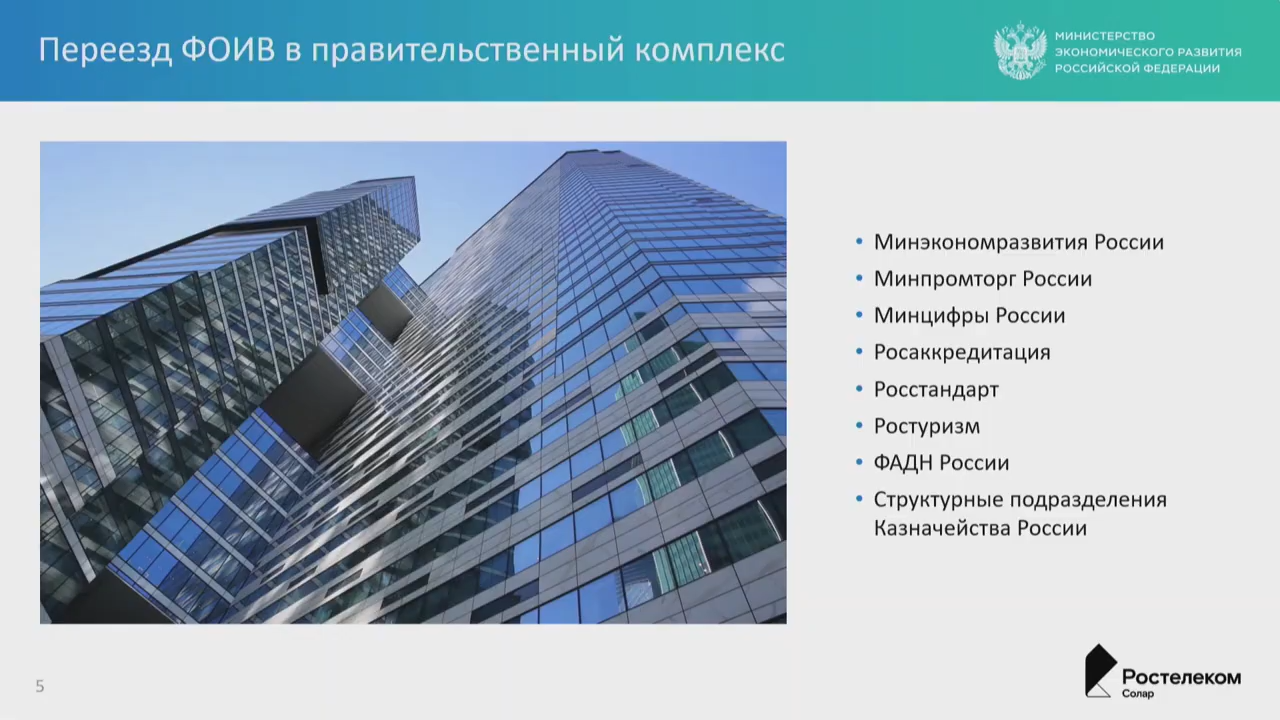 Переезд ФОИВ в правительственный комплекс
МИНИСТЕРСТВО
ЭКОНОМИЧЕСКОГО РАЗВИТИЯ
РОССИЙСКОЙ ФЕДЕРАЦИИ
• Минэкономразвития России
• Минпромторг России
• Минцифры России
• Росаккредитация
• Росстандарт
• Ростуризм
• ФАДН России
• Структурные подразделения
Казначейства России
5
Ростелеком
Солар